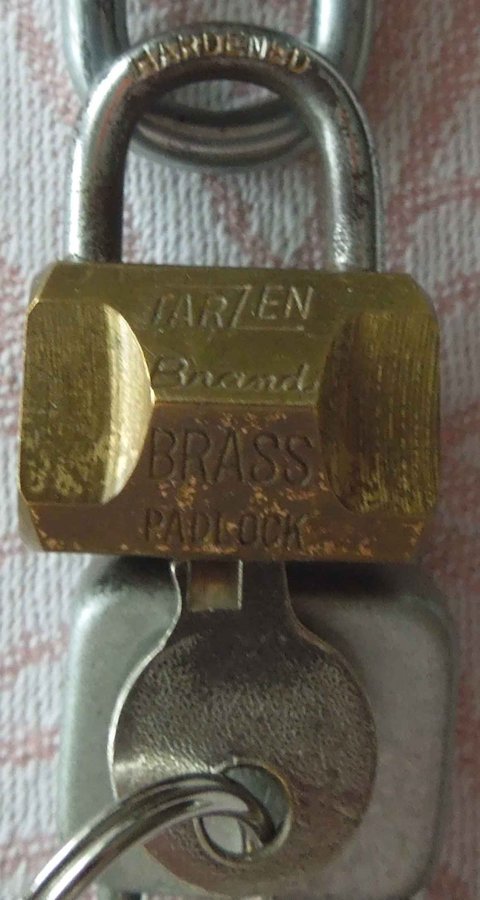 HARDENED
TARZEN
Brand
BRASS
PADLOCK